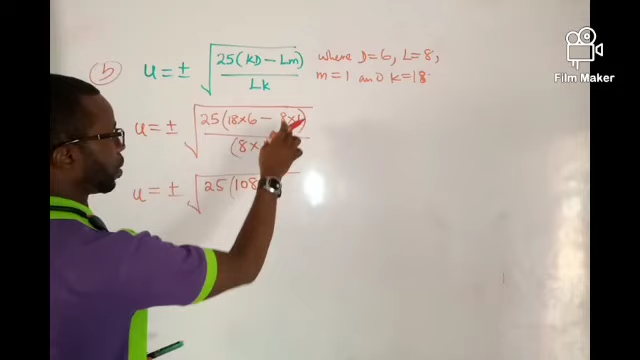 (b) u = ± √25(KD − Lm) / Lk where D=6, L=8,
m=1 and K=18
u = ± √25(18×6 − 8×1) / (8×
u = ± √25(108
Film Maker